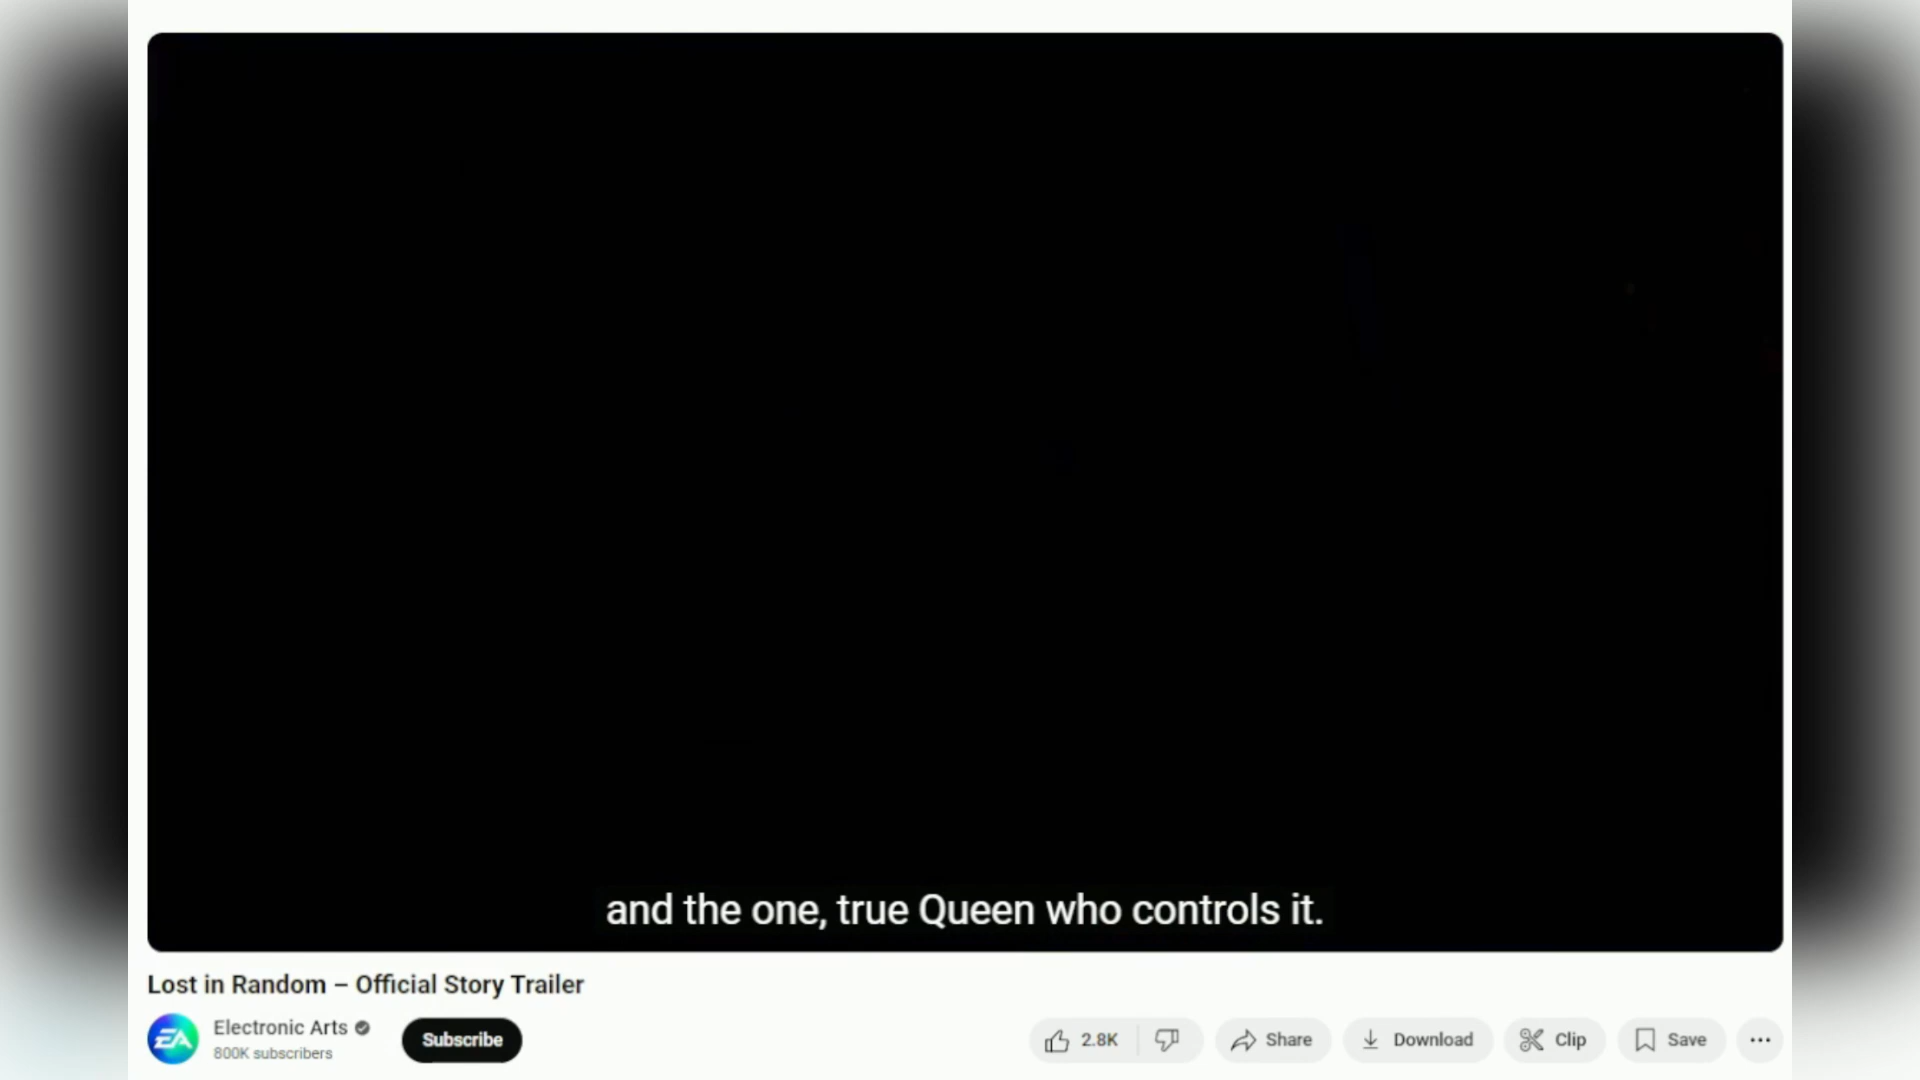 and the one, true Queen who controls it.
Lost in Random – Official Story Trailer
EA
Electronic Arts
800K subscribers
Subscribe
2.8K
Share
Download
Clip
Save